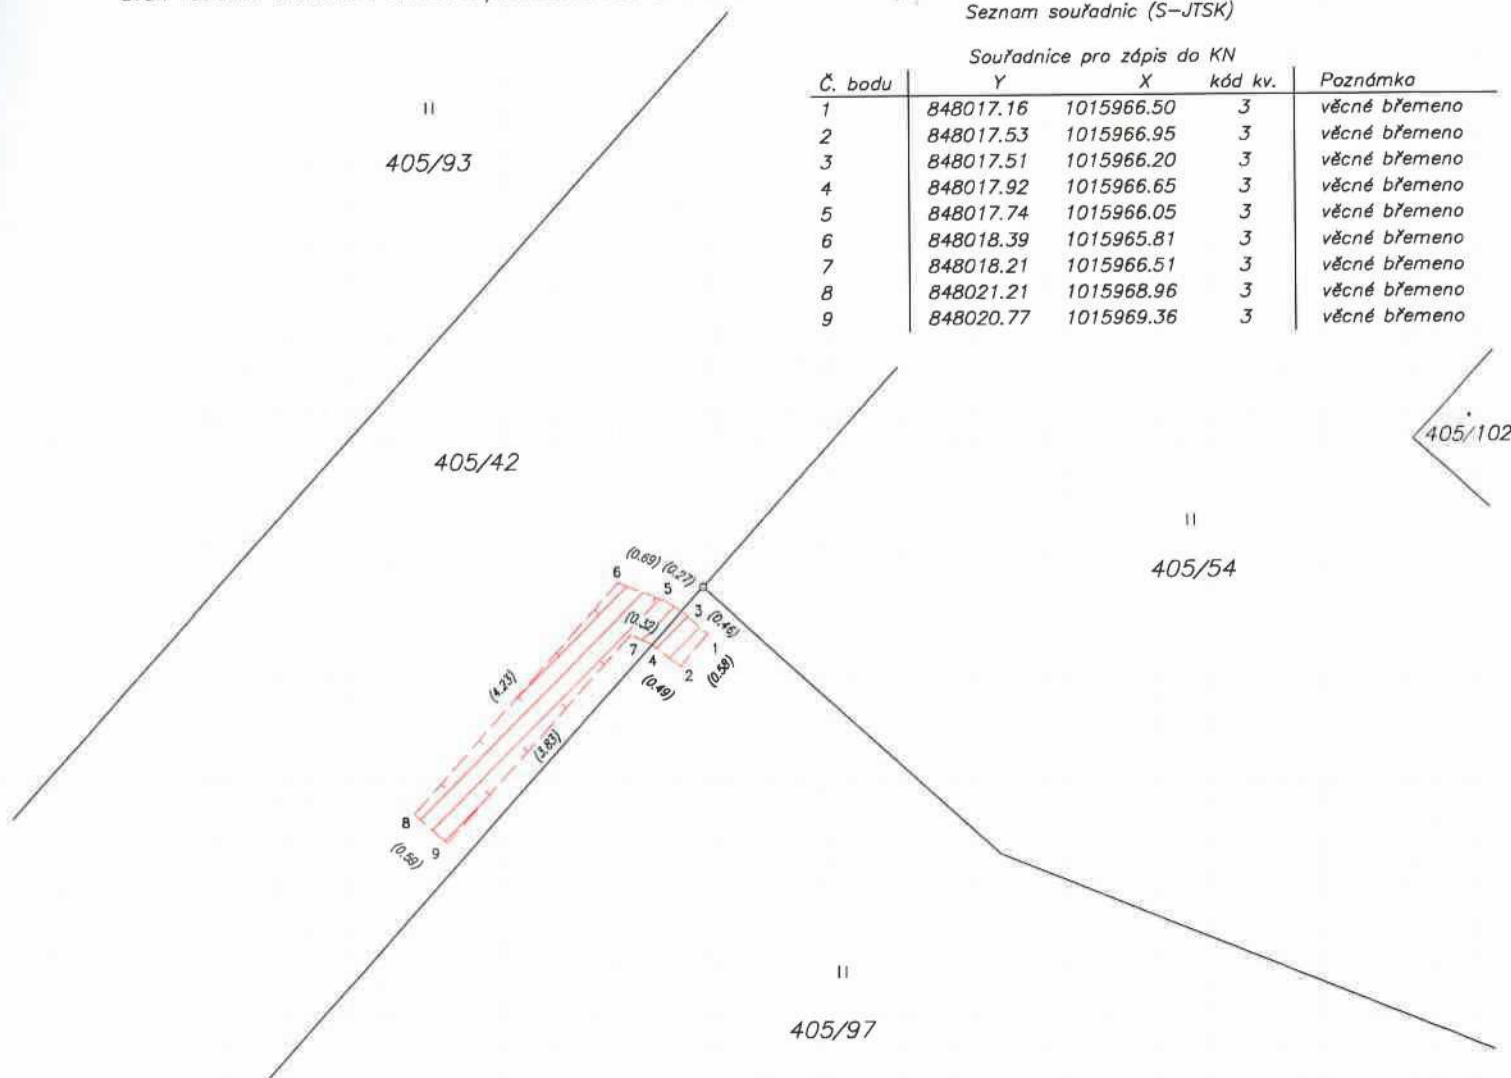 Seznam souřadnic (S-JTSK)
Souřadnice pro zápis do KN
Č. bodu Y X kód kv. Poznámka
1 848017.16 1015966.50 3 věcné břemeno
2 848017.53 1015966.95 3 věcné břemeno
3 848017.51 1015966.20 3 věcné břemeno
4 848017.92 1015966.65 3 věcné břemeno
5 848017.74 1015966.05 3 věcné břemeno
6 848018.39 1015965.81 3 věcné břemeno
7 848018.21 1015966.51 3 věcné břemeno
8 848021.21 1015968.96 3 věcné břemeno
9 848020.77 1015969.36 3 věcné břemeno
405/93
405/42
405/102
405/54
(0.69) (0.27)
6
5
3 (0.46)
(0.32)
1
7
4
2
(0.58)
(0.49)
(4.23)
(3.83)
8
9
(0.59)
405/97